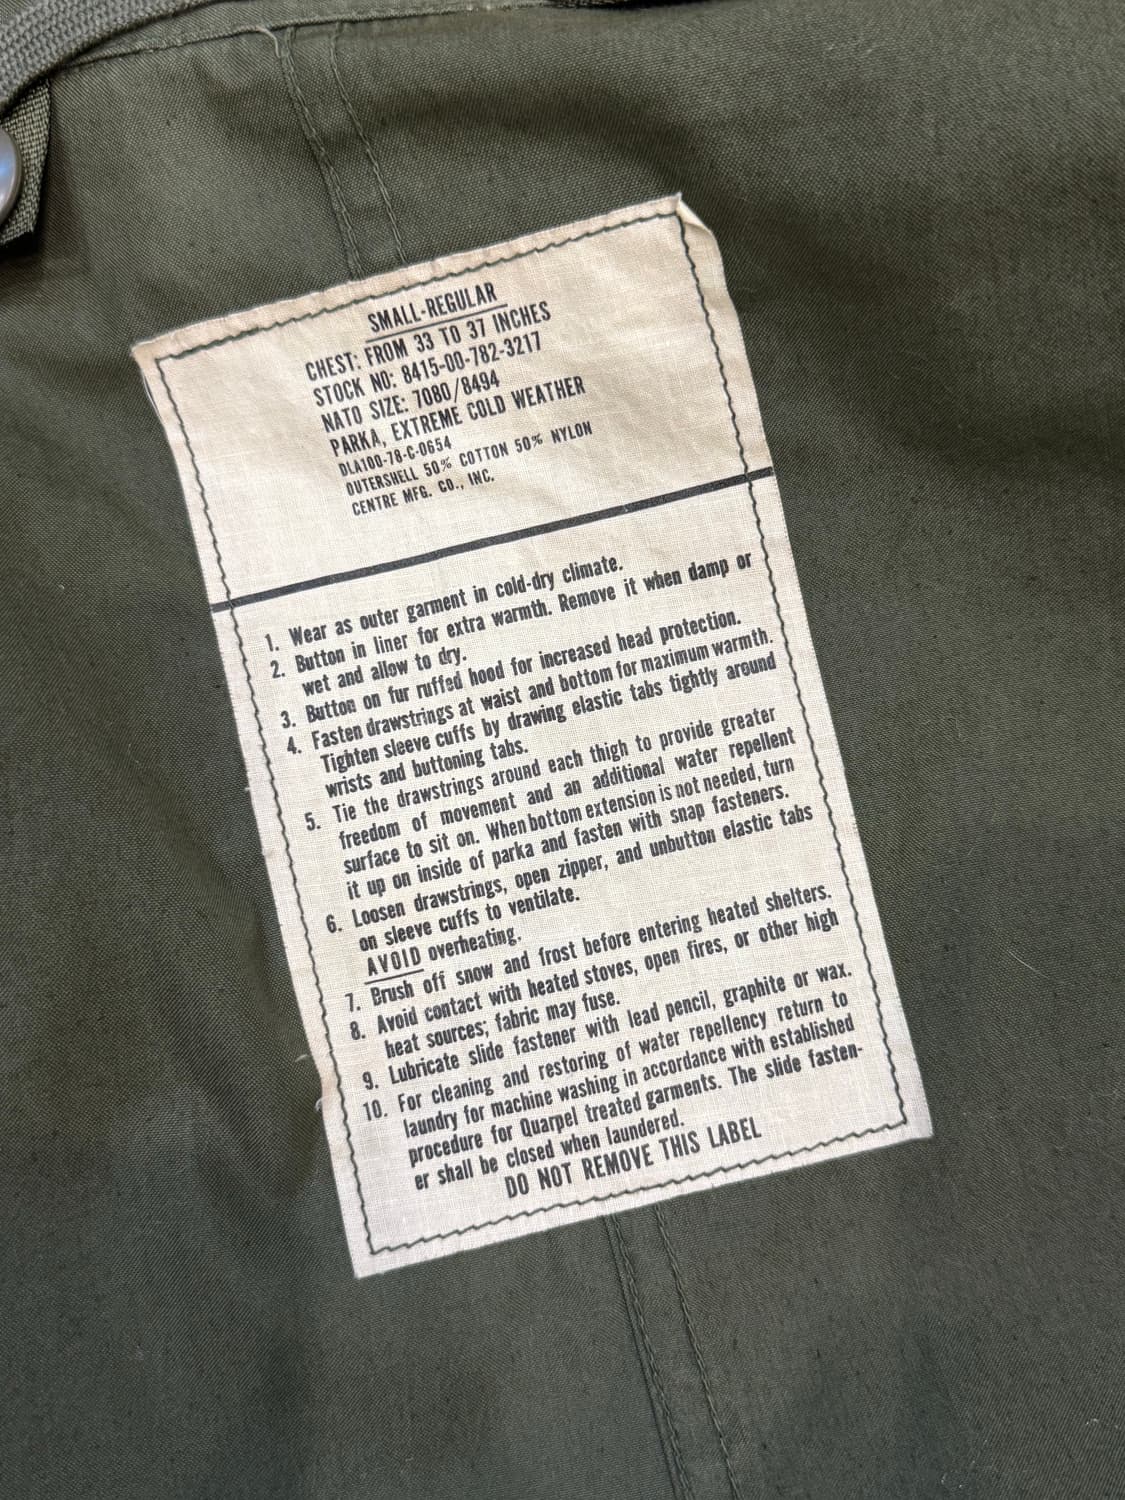 SMALL-REGULAR
CHEST: FROM 33 TO 37 INCHES
STOCK NO: 8415-00-782-3217
NATO SIZE: 7080/8494
PARKA, EXTREME COLD WEATHER
DLA100-78-C-0654
OUTERSHELL 50% COTTON 50% NYLON
CENTRE MFG. CO., INC.
1. Wear as outer garment in cold-dry climate.
2. Button in liner for extra warmth. Remove it when damp or
wet and allow to dry.
3. Button on fur ruffed hood for increased head protection.
4. Fasten drawstrings at waist and bottom for maximum warmth.
Tighten sleeve cuffs by drawing elastic tabs tightly around
wrists and buttoning tabs.
5. Tie the drawstrings around each thigh to provide greater
freedom of movement and an additional water repellent
surface to sit on. When bottom extension is not needed, turn
it up on inside of parka and fasten with snap fasteners.
6. Loosen drawstrings, open zipper, and unbutton elastic tabs
on sleeve cuffs to ventilate.
AVOID overheating.
7. Brush off snow and frost before entering heated shelters.
8. Avoid contact with heated stoves, open fires, or other high
heat sources; fabric may fuse.
9. Lubricate slide fastener with lead pencil, graphite or wax.
10. For cleaning and restoring of water repellency return to
laundry for machine washing in accordance with established
procedure for Quarpel treated garments. The slide fasten-
er shall be closed when laundered.
DO NOT REMOVE THIS LABEL